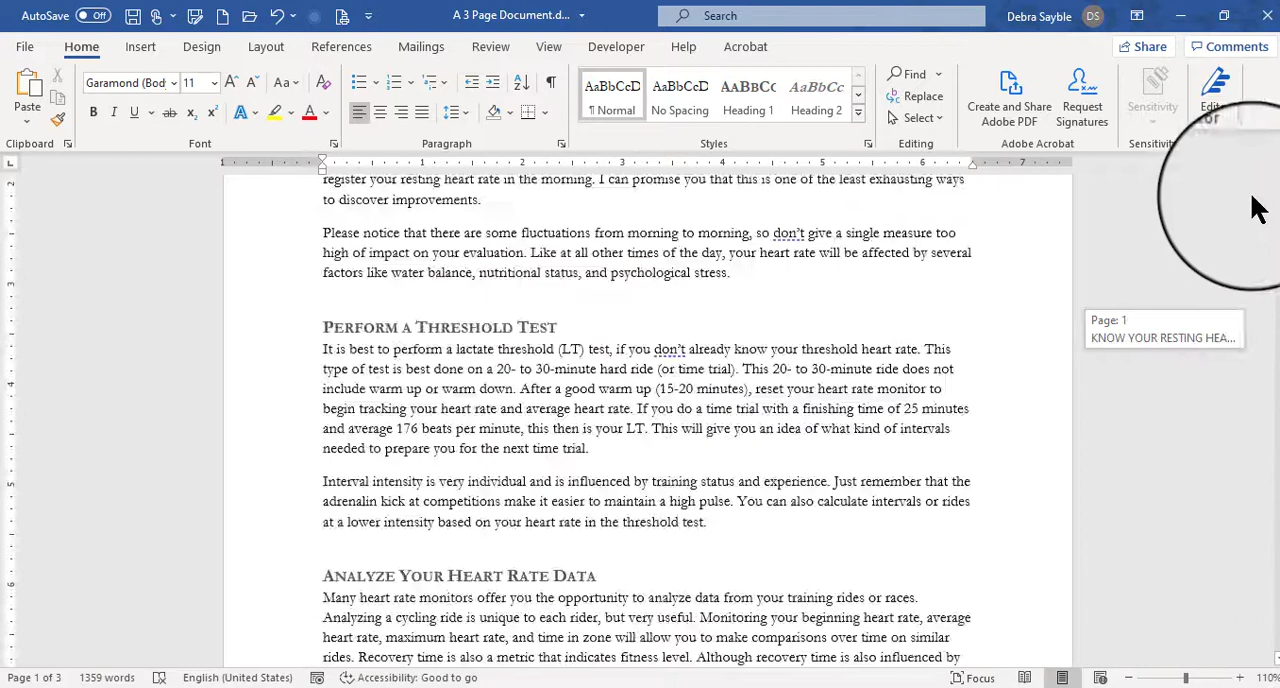 AutoSave Off A 3 Page Document.d... Search Debra Sayble DS
File Home Insert Design Layout References Mailings Review View Developer Help Acrobat Share Comments
Paste Garamond (Body 11 Aa AaBbCcD AaBbCcD AABBCC AaBbCcD Find Replace Select Create and Share Adobe PDF Request Signatures Sensitivity
¶ Normal No Spacing Heading 1 Heading 2
Clipboard Font Paragraph Styles Editing Adobe Acrobat Sensitivity
1 1 2 3 4 5 6 7
register your resting heart rate in the morning. I can promise you that this is one of the least exhausting ways
to discover improvements.
Please notice that there are some fluctuations from morning to morning, so don't give a single measure too
high of impact on your evaluation. Like at all other times of the day, your heart rate will be affected by several
factors like water balance, nutritional status, and psychological stress.
Page: 1
KNOW YOUR RESTING HEA...
PERFORM A THRESHOLD TEST
It is best to perform a lactate threshold (LT) test, if you don't already know your threshold heart rate. This
type of test is best done on a 20- to 30-minute hard ride (or time trial). This 20- to 30-minute ride does not
include warm up or warm down. After a good warm up (15-20 minutes), reset your heart rate monitor to
begin tracking your heart rate and average heart rate. If you do a time trial with a finishing time of 25 minutes
and average 176 beats per minute, this then is your LT. This will give you an idea of what kind of intervals
needed to prepare you for the next time trial.
Interval intensity is very individual and is influenced by training status and experience. Just remember that the
adrenalin kick at competitions make it easier to maintain a high pulse. You can also calculate intervals or rides
at a lower intensity based on your heart rate in the threshold test.
ANALYZE YOUR HEART RATE DATA
Many heart rate monitors offer you the opportunity to analyze data from your training rides or races.
Analyzing a cycling ride is unique to each rider, but very useful. Monitoring your beginning heart rate, average
heart rate, maximum heart rate, and time in zone will allow you to make comparisons over time on similar
rides. Recovery time is also a metric that indicates fitness level. Although recovery time is also influenced by
Page 1 of 3 1359 words English (United States) Accessibility: Good to go Focus 110%